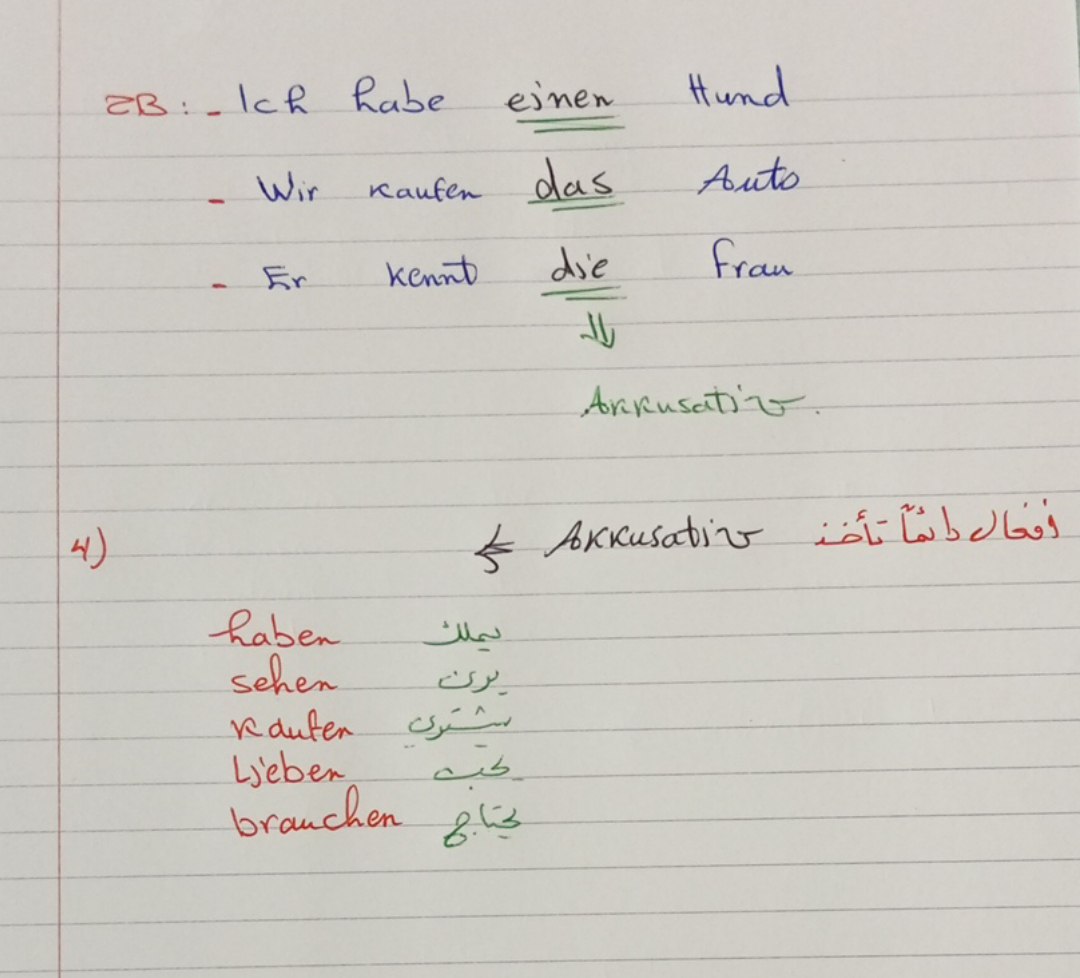 ZB: - Ich habe einen Hund
- Wir kaufen das Auto
- Er kennt die Frau
⇓
Akkusativ.
4) أفعال دائماً تأخذ Akkusativ ⇐
haben يملك
sehen يرى
kaufen يشتري
Lieben يحب
brauchen يحتاج